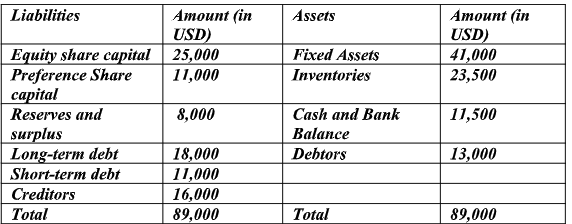 Liabilities Amount (in Assets Amount (in
USD) USD)
Equity share capital 25,000 Fixed Assets 41,000
Preference Share 11,000 Inventories 23,500
capital
Reserves and 8,000 Cash and Bank 11,500
surplus Balance
Long-term debt 18,000 Debtors 13,000
Short-term debt 11,000
Creditors 16,000
Total 89,000 Total 89,000